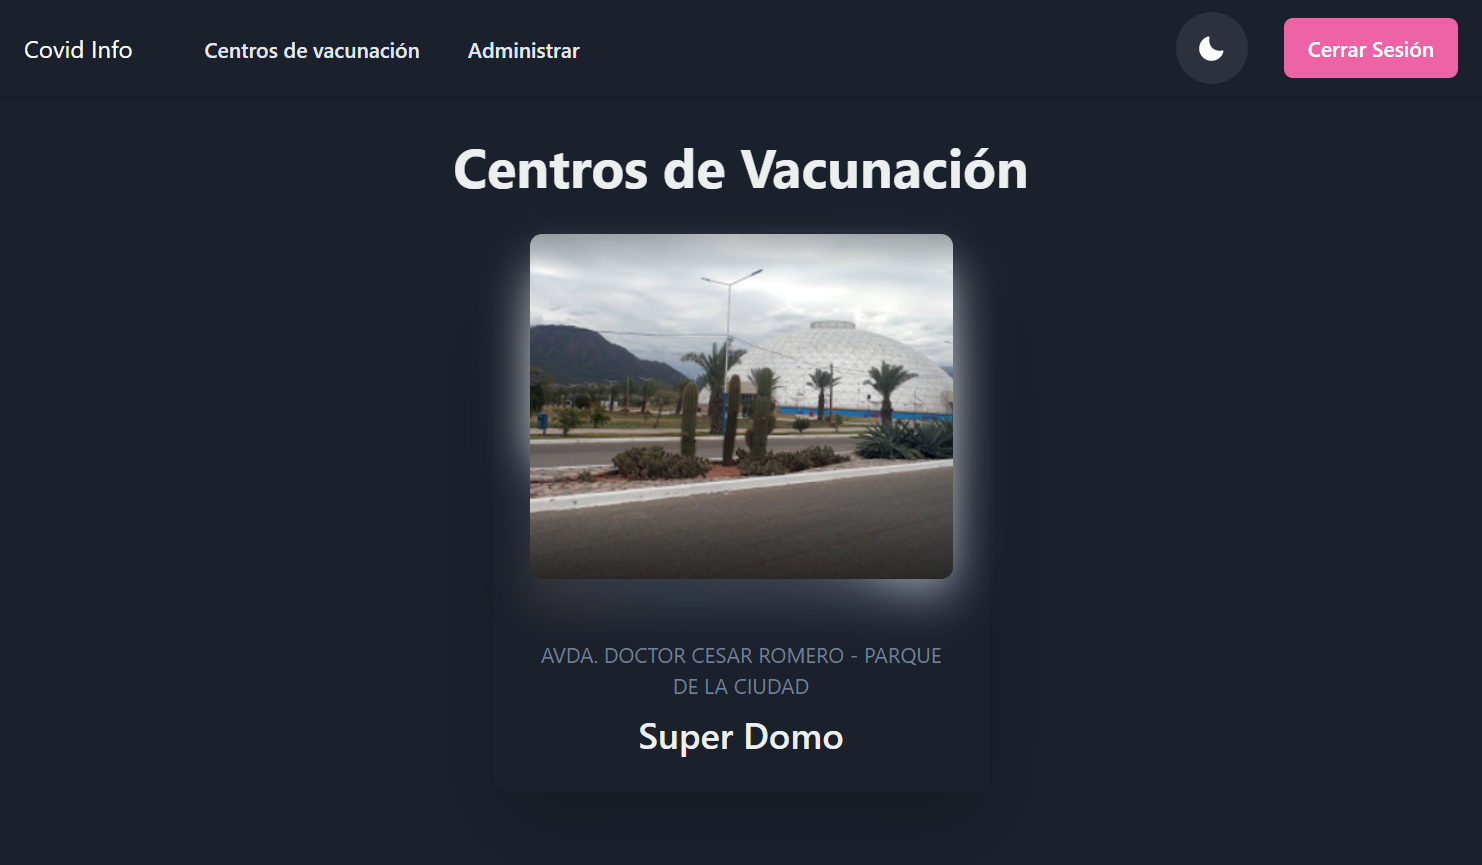 Covid Info
Centros de vacunación
Administrar
Cerrar Sesión
Centros de Vacunación
AVDA. DOCTOR CESAR ROMERO - PARQUE
DE LA CIUDAD
Super Domo